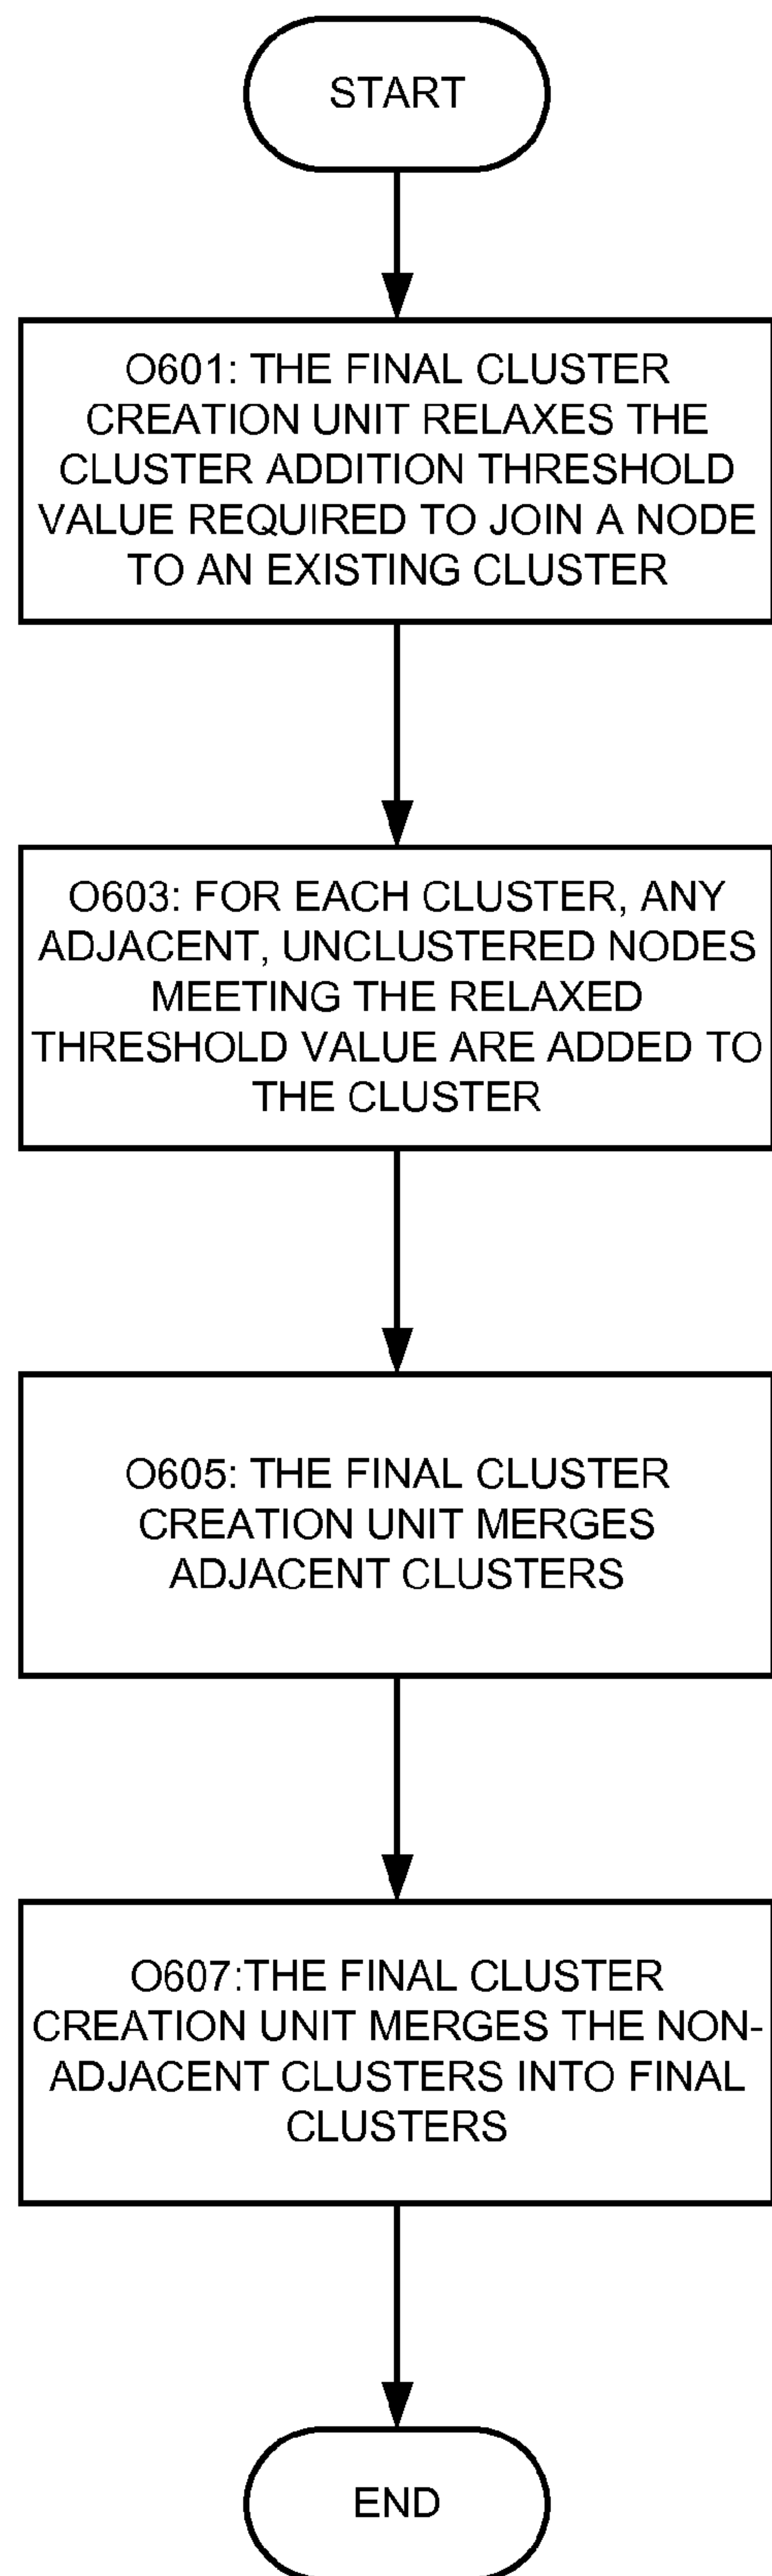 START
O601: THE FINAL CLUSTER
CREATION UNIT RELAXES THE
CLUSTER ADDITION THRESHOLD
VALUE REQUIRED TO JOIN A NODE
TO AN EXISTING CLUSTER
O603: FOR EACH CLUSTER, ANY
ADJACENT, UNCLUSTERED NODES
MEETING THE RELAXED
THRESHOLD VALUE ARE ADDED TO
THE CLUSTER
O605: THE FINAL CLUSTER
CREATION UNIT MERGES
ADJACENT CLUSTERS
O607:THE FINAL CLUSTER
CREATION UNIT MERGES THE NON-
ADJACENT CLUSTERS INTO FINAL
CLUSTERS
END